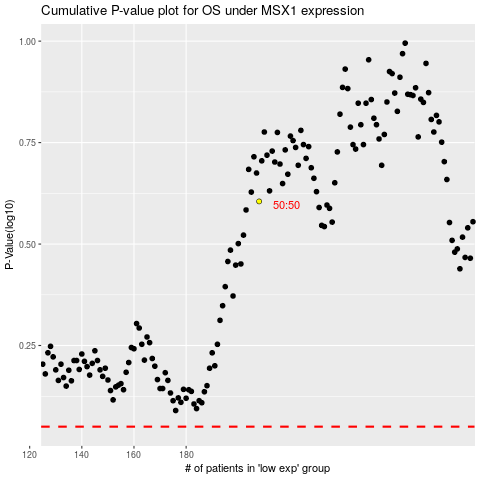 Cumulative P-value plot for OS under MSX1 expression
P-Value(log10)
1.00
0.75
0.50
0.25
50:50
120 140 160 180
# of patients in 'low exp' group